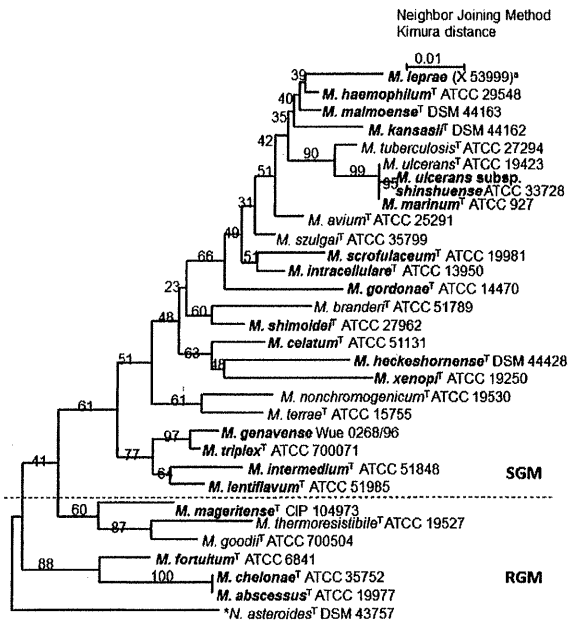 Neighbor Joining Method
Kimura distance
0.01
39
M. leprae (X 53999)ª
M. haemophilumᵀ ATCC 29548
40
M. malmoenseᵀ DSM 44163
35
M. kansasiiᵀ DSM 44162
42
M. tuberculosisᵀ ATCC 27294
90
M. ulceransᵀ ATCC 19423
99
95
M. ulcerans subsp.
shinshuense ATCC 33728
M. marinumᵀ ATCC 927
51
M. aviumᵀ ATCC 25291
31
M. szulgaiᵀ ATCC 35799
49
M. scrofulaceumᵀ ATCC 19981
51
M. intracellulareᵀ ATCC 13950
66
M. gordonaeᵀ ATCC 14470
23
M. branderiᵀ ATCC 51789
60
M. shimoideiᵀ ATCC 27962
48
M. celatumᵀ ATCC 51131
63
M. heckeshornenseᵀ DSM 44428
48
M. xenopiᵀ ATCC 19250
51
M. nonchromogenicumᵀ ATCC 19530
61
M. terraeᵀ ATCC 15755
61
M. genavense Wue 0268/96
97
M. triplexᵀ ATCC 700071
77
M. intermediumᵀ ATCC 51848
64
M. lentiflavumᵀ ATCC 51985
SGM
41
M. mageritenseᵀ CIP 104973
60
M. thermoresistibileᵀ ATCC 19527
87
M. goodiiᵀ ATCC 700504
M. fortuitumᵀ ATCC 6841
88
M. chelonaeᵀ ATCC 35752
100
RGM
M. abscessusᵀ ATCC 19977
*N. asteroidesᵀ DSM 43757